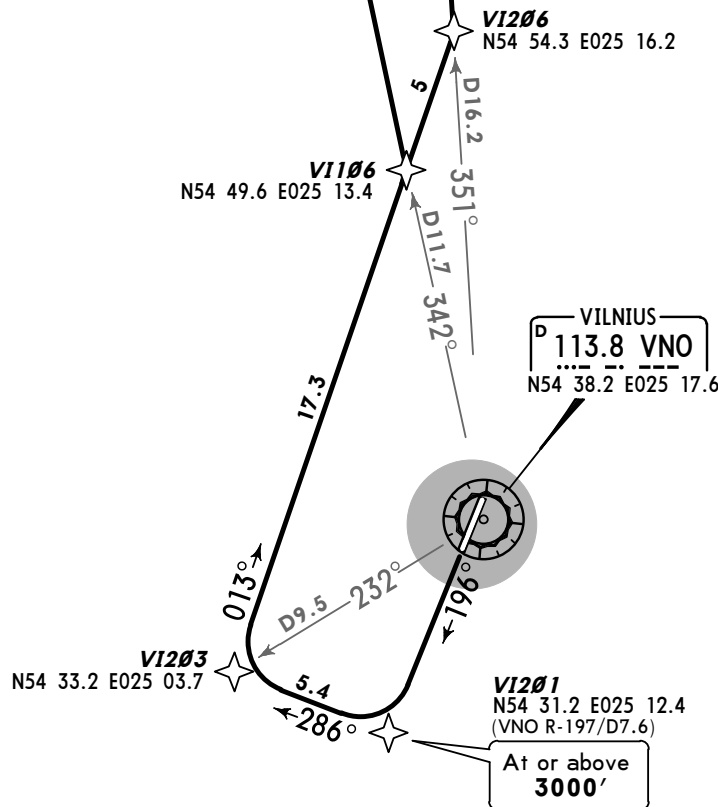 VI2Ø6
N54 54.3 E025 16.2
5
D16.2
351°
VI1Ø6
N54 49.6 E025 13.4
D11.7
342°
VILNIUS
D 113.8 VNO
N54 38.2 E025 17.6
17.3
013°
D9.5
232°
196°
VI2Ø3
N54 33.2 E025 03.7
5.4
286°
VI2Ø1
N54 31.2 E025 12.4
(VNO R-197/D7.6)
At or above
3000'